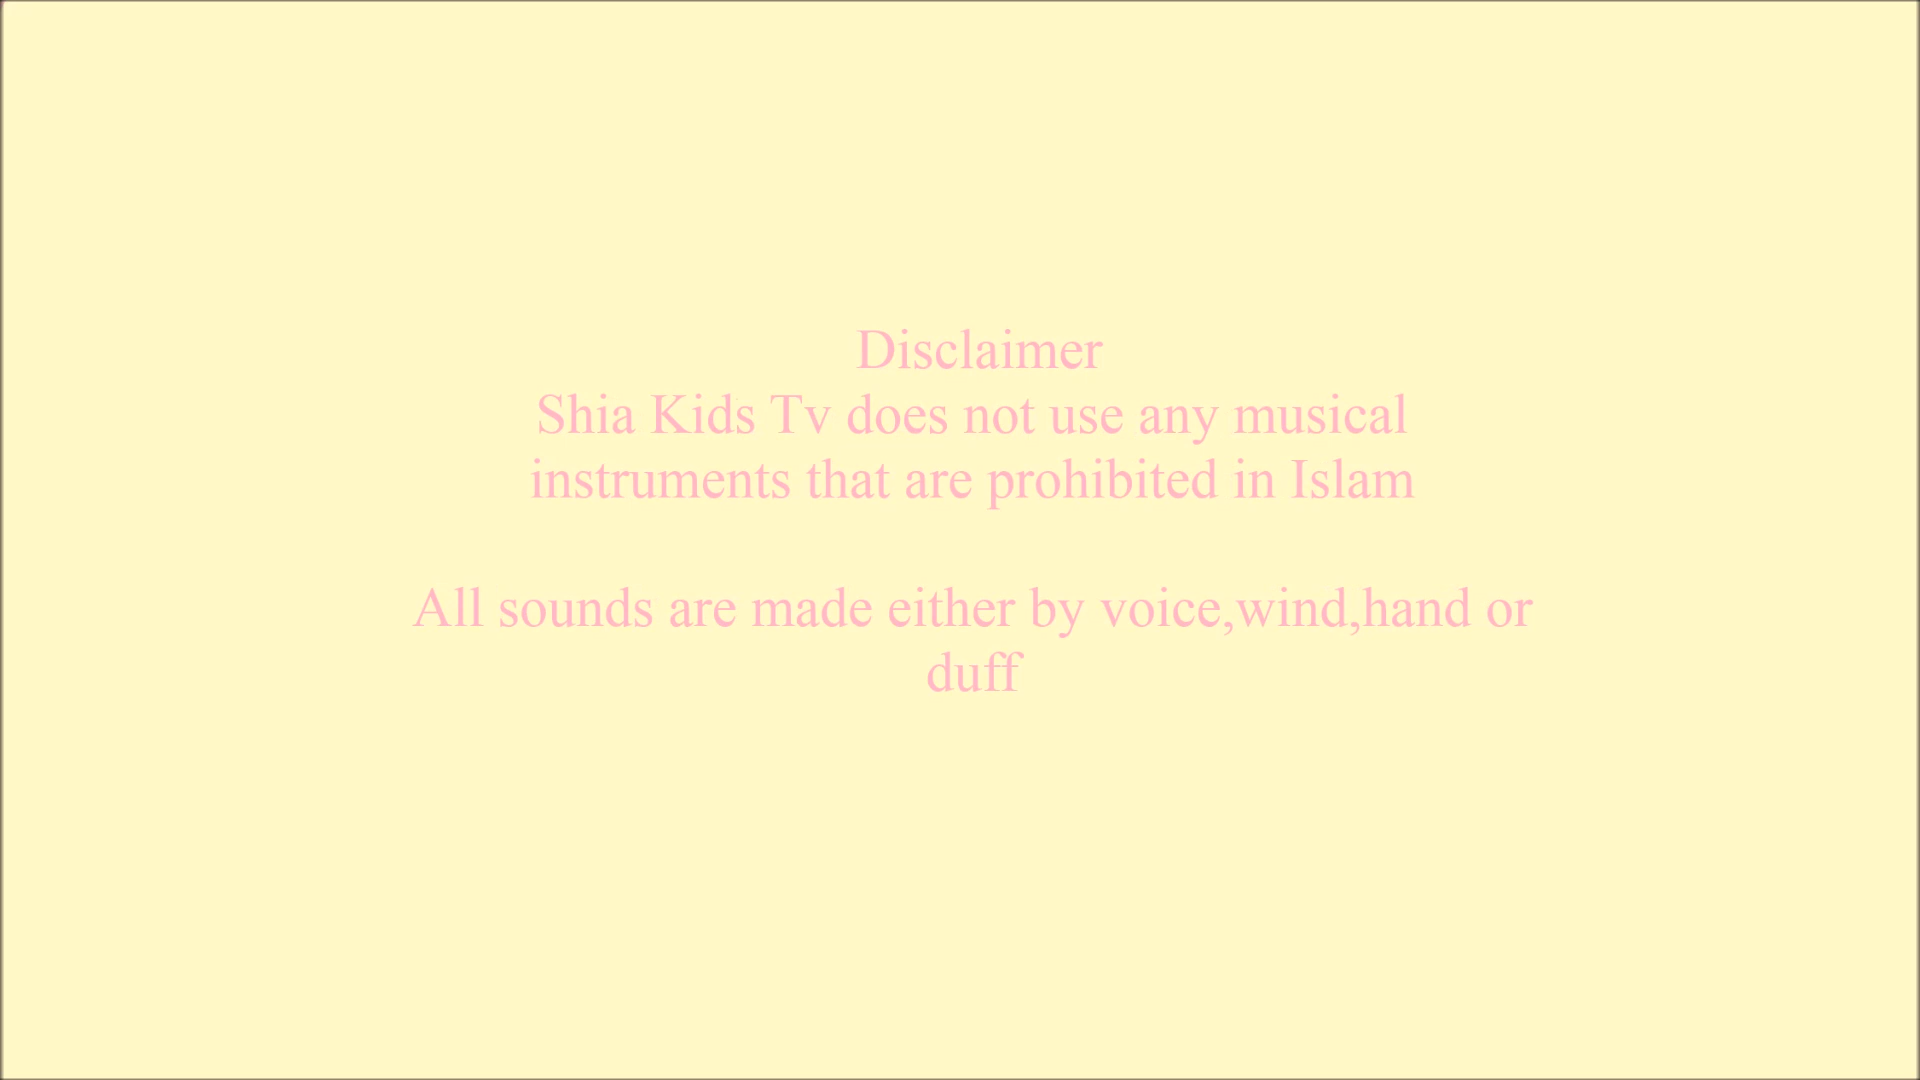 Disclaimer
Shia Kids Tv does not use any musical
instruments that are prohibited in Islam
All sounds are made either by voice,wind,hand or
duff